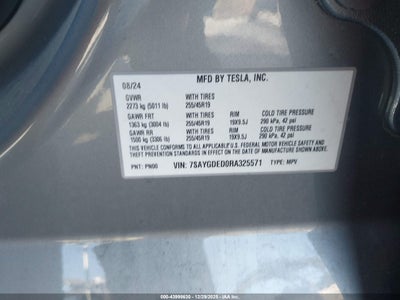 MFD BY TESLA, INC.
08/24
GVWR WITH TIRES
2273 kg (5011 lb) 255/45R19
GAWR FRT WITH TIRES RIM COLD TIRE PRESSURE
1363 kg (3004 lb) 255/45R19 19X9.5J 290 kPa, 42 psi
GAWR RR WITH TIRES RIM COLD TIRE PRESSURE
1500 kg (3306 lb) 255/45R19 19X9.5J 290 kPa, 42 psi
THIS VEHICLE CONFORMS TO ALL APPLICABLE
U.S. FEDERAL MOTOR VEHICLE SAFETY AND THEFT PREVENTION
STANDARDS IN EFFECT ON THE DATE OF MANUFACTURE SHOWN ABOVE.
PNT: PN00 VIN: 7SAYGDED0RA325571 TYPE: MPV